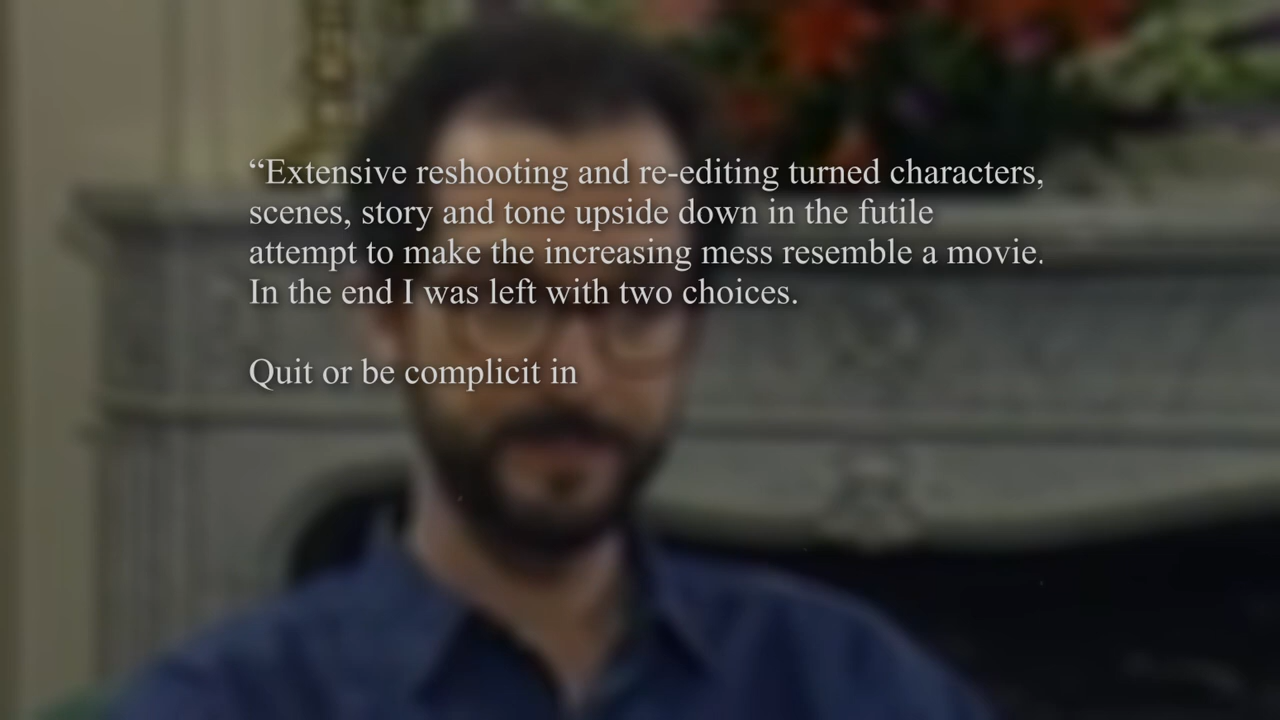 “Extensive reshooting and re-editing turned characters,
scenes, story and tone upside down in the futile
attempt to make the increasing mess resemble a movie.
In the end I was left with two choices.
Quit or be complicit in